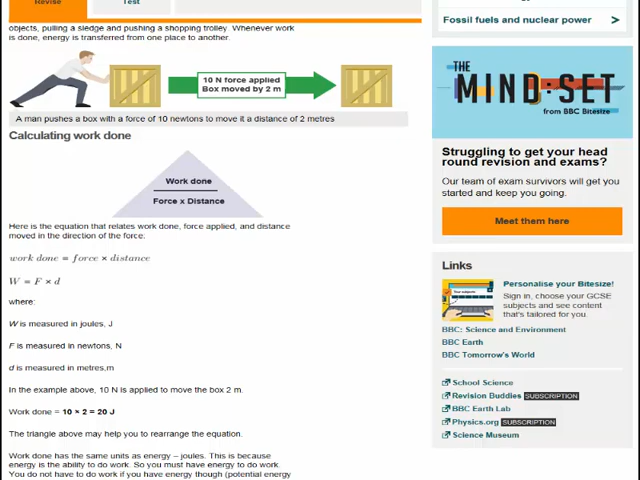 Revise
Test
objects, pulling a sledge and pushing a shopping trolley. Whenever work
is done, energy is transferred from one place to another.
10 N force applied
Box moved by 2 m
A man pushes a box with a force of 10 newtons to move it a distance of 2 metres
Calculating work done
Work done
Force x Distance
Here is the equation that relates work done, force applied, and distance
moved in the direction of the force:
work done = force × distance
W = F × d
where:
W is measured in joules, J
F is measured in newtons, N
d is measured in metres,m
In the example above, 10 N is applied to move the box 2 m.
Work done = 10 × 2 = 20 J
The triangle above may help you to rearrange the equation.
Work done has the same units as energy – joules. This is because
energy is the ability to do work. So you must have energy to do work.
You do not have to do work if you have energy though (potential energy
Fossil fuels and nuclear power
THE
MIND SET
from BBC Bitesize
Struggling to get your head
round revision and exams?
Our team of exam survivors will get you
started and keep you going.
Meet them here
Links
Personalise your Bitesize!
Sign in, choose your GCSE
subjects and see content
that's tailored for you.
BBC: Science and Environment
BBC Earth
BBC Tomorrow's World
School Science
Revision Buddies SUBSCRIPTION
BBC Earth Lab
Physics.org SUBSCRIPTION
Science Museum